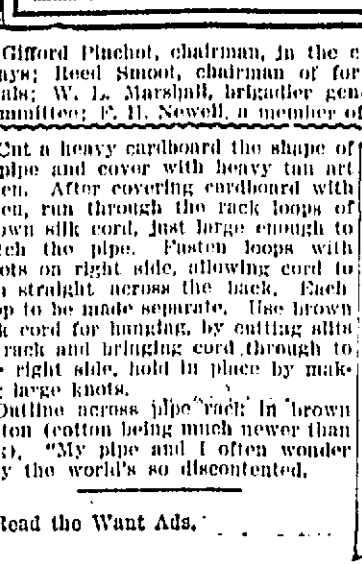 Gifford Pinchot, chairman, in the c
ays; Reed Smoot, chairman of for
als; W. L. Marshall, brigadier gen
mmittee; F. H. Newell, a member of
Cut a heavy cardboard the shape of
pipe and cover with heavy tan art
en. After covering cardboard with
en, run through the rack loops of
own silk cord, just large enough to
tch the pipe. Fasten loops with
ots on right side, allowing cord to
n straight across the back. Each
op to be made separate. Use brown
k cord for hanging, by cutting slits
rack and bringing cord through to
e right side, hold in place by mak-
g large knots.
Outline across pipe rack in brown
ton (cotton being much newer than
k), "My pipe and I often wonder
y the world's so discontented.
Read the Want Ads.